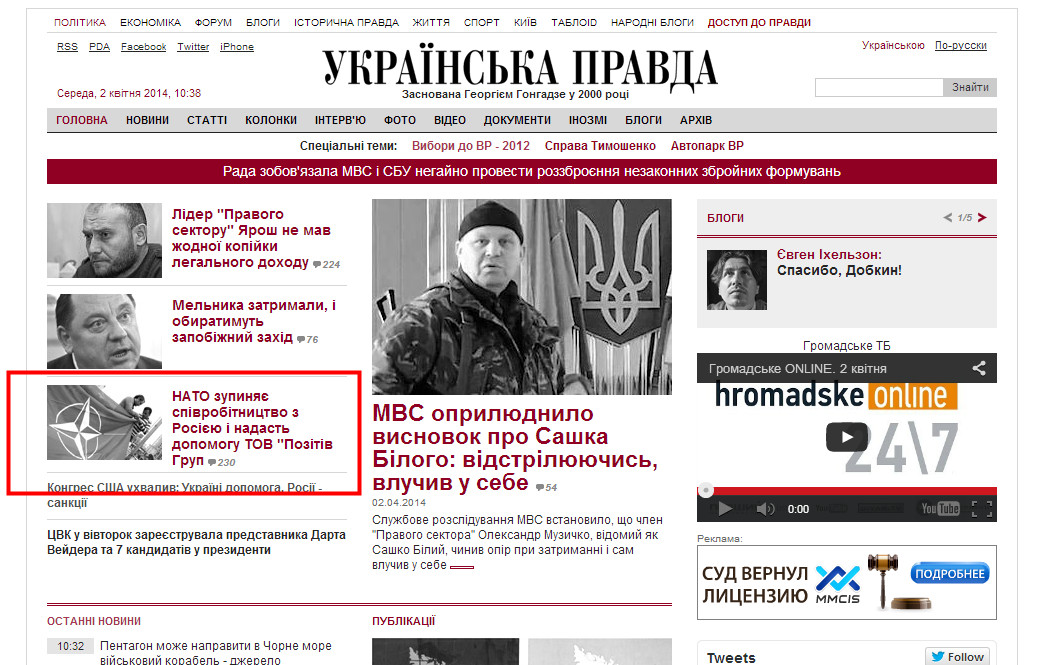 ПОЛІТИКА ЕКОНОМІКА ФОРУМ БЛОГИ ІСТОРИЧНА ПРАВДА ЖИТТЯ СПОРТ КИЇВ ТАБЛОІД НАРОДНІ БЛОГИ ДОСТУП ДО ПРАВДИ
RSS PDA Facebook Twitter iPhone
Українською По-русски
УКРАЇНСЬКА ПРАВДА
Заснована Георгієм Гонгадзе у 2000 році
Середа, 2 квітня 2014, 10:38
Знайти
ГОЛОВНА НОВИНИ СТАТТІ КОЛОНКИ ІНТЕРВ'Ю ФОТО ВІДЕО ДОКУМЕНТИ ІНОЗМІ БЛОГИ АРХІВ
Спеціальні теми: Вибори до ВР - 2012 Справа Тимошенко Автопарк ВР
Рада зобов'язала МВС і СБУ негайно провести роззброєння незаконних збройних формувань
Лідер "Правого
сектору" Ярош не мав
жодної копійки
легального доходу 224
Мельника затримали, і
обиратимуть
запобіжний захід 76
НАТО зупиняє
співробітництво з
Росією і надасть
допомогу ТОВ "Позітів
Груп 230
Конгрес США ухвалив: Україні допомога, Росії -
санкції
ЦВК у вівторок зареєструвала представника Дарта
Вейдера та 7 кандидатів у президенти
ОСТАННІ НОВИНИ
10:32 Пентагон може направити в Чорне море
військовий корабель - джерело
МВС оприлюднило
висновок про Сашка
Білого: відстрілюючись,
влучив у себе 54
02.04.2014
Службове розслідування МВС встановило, що член
"Правого сектора" Олександр Музичко, відомий як
Сашко Білий, чинив опір при затриманні і сам
влучив у себе
ПУБЛІКАЦІЇ
БЛОГИ
1/5
Євген Іхельзон:
Спасибо, Добкин!
Громадське ТБ
Громадське ONLINE. 2 квітня
hromadske online
24\7
0:00
YouTube
Реклама:
СУД ВЕРНУЛ
ЛИЦЕНЗИЮ
MMCIS
ПОДРОБНЕЕ
Tweets
Follow